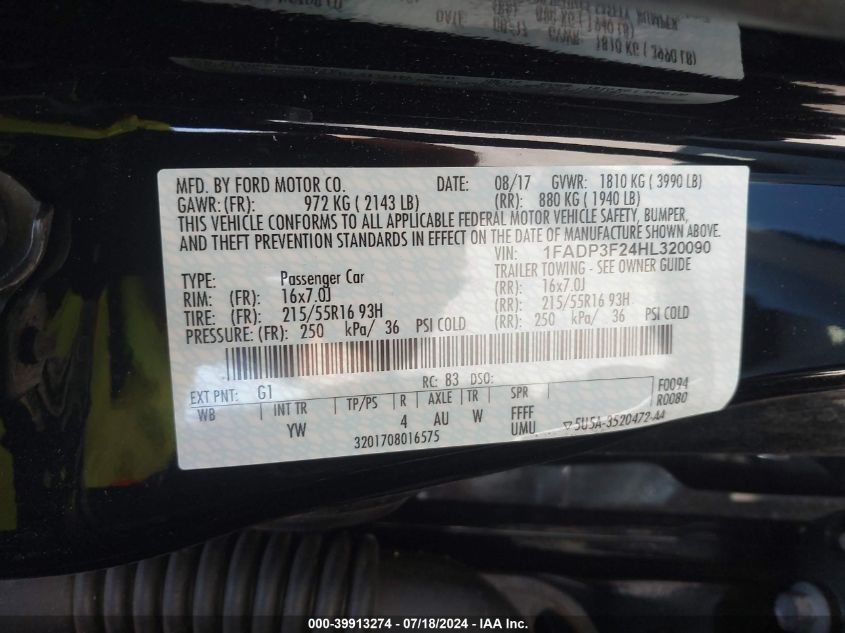 GVWR: 1810 KG ( 3990 LB)
MFD. BY FORD MOTOR CO. DATE: 08/17 GVWR: 1810 KG ( 3990 LB)
GAWR: (FR): 972 KG ( 2143 LB) (RR): 880 KG ( 1940 LB)
THIS VEHICLE CONFORMS TO ALL APPLICABLE FEDERAL MOTOR VEHICLE SAFETY, BUMPER,
AND THEFT PREVENTION STANDARDS IN EFFECT ON THE DATE OF MANUFACTURE SHOWN ABOVE.
VIN: 1FADP3F24HL320090
TYPE: Passenger Car TRAILER TOWING - SEE OWNER GUIDE
RIM: (FR): 16x7.0J (RR): 16x7.0J
TIRE: (FR): 215/55R16 93H (RR): 215/55R16 93H
PRESSURE: (FR): 250 kPa/ 36 PSI COLD (RR): 250 kPa/ 36 PSI COLD
RC: 83 DSO:
EXT PNT: G1 F0094
WB INT TR TP/PS R AXLE TR SPR R0080
YW 4 AU W FFFF
3201708016575 UMU ▽5U5A-3520472-AA
000-39913274 - 07/18/2024 - IAA Inc.